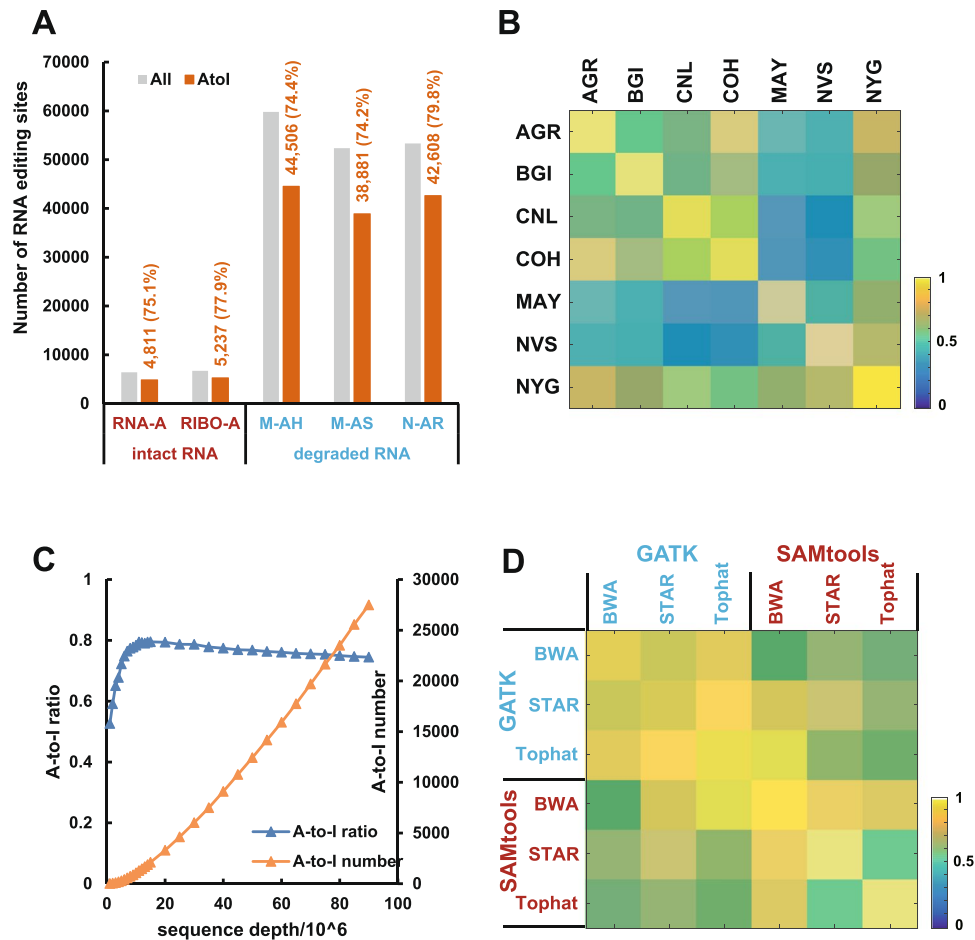 A
Number of RNA editing sites
70000
60000
50000
40000
30000
20000
10000
0
All
AtoI
4,811 (75.1%)
5,237 (77.9%)
44,506 (74.4%)
38,881 (74.2%)
42,608 (79.8%)
RNA-A RIBO-A M-AH M-AS N-AR
intact RNA degraded RNA
B
AGR BGI CNL COH MAY NVS NYG
AGR
BGI
CNL
COH
MAY
NVS
NYG
1
0.5
0
C
A-to-I ratio
1
0.8
0.6
0.4
0.2
0
A-to-I number
30000
25000
20000
15000
10000
5000
0
A-to-I ratio
A-to-I number
0 20 40 60 80 100
sequence depth/10^6
D
GATK SAMtools
BWA STAR Tophat BWA STAR Tophat
GATK
BWA
STAR
Tophat
SAMtools
BWA
STAR
Tophat
1
0.5
0